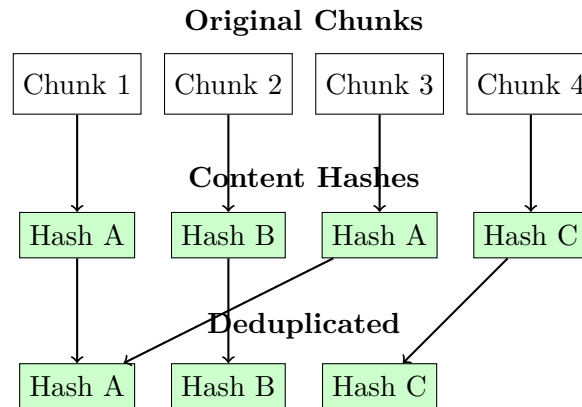 Original Chunks
Chunk 1 Chunk 2 Chunk 3 Chunk 4
Content Hashes
Hash A Hash B Hash A Hash C
Deduplicated
Hash A Hash B Hash C